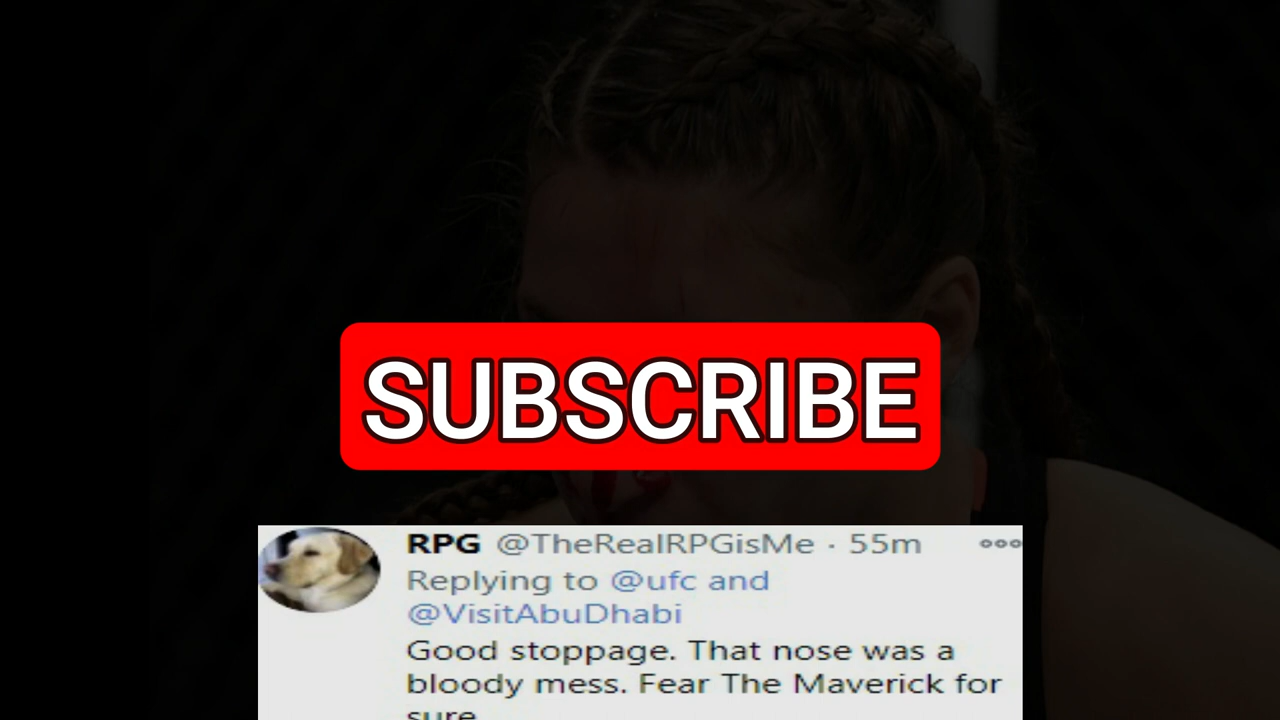 SUBSCRIBE
RPG @TheRealRPGisMe · 55m
Replying to @ufc and
@VisitAbuDhabi
Good stoppage. That nose was a
bloody mess. Fear The Maverick for
sure